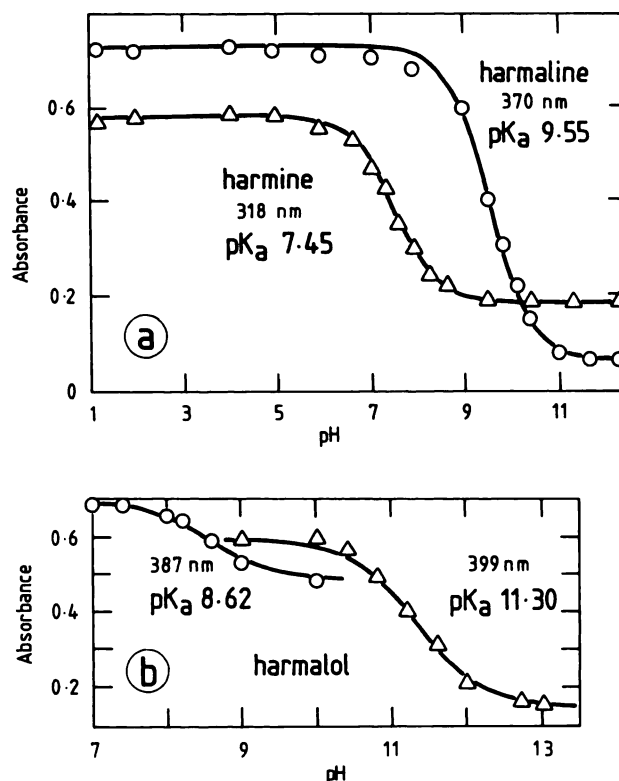 harmaline
370 nm
pKa 9.55
0.6
harmine
318 nm
pKa 7.45
0.4
0.2
0
Absorbance
a
1 3 5 7 9 11
pH
0.6
387 nm
pKa 8.62
399 nm
pKa 11.30
0.4
harmalol
0.2
Absorbance
b
7 9 11 13
pH